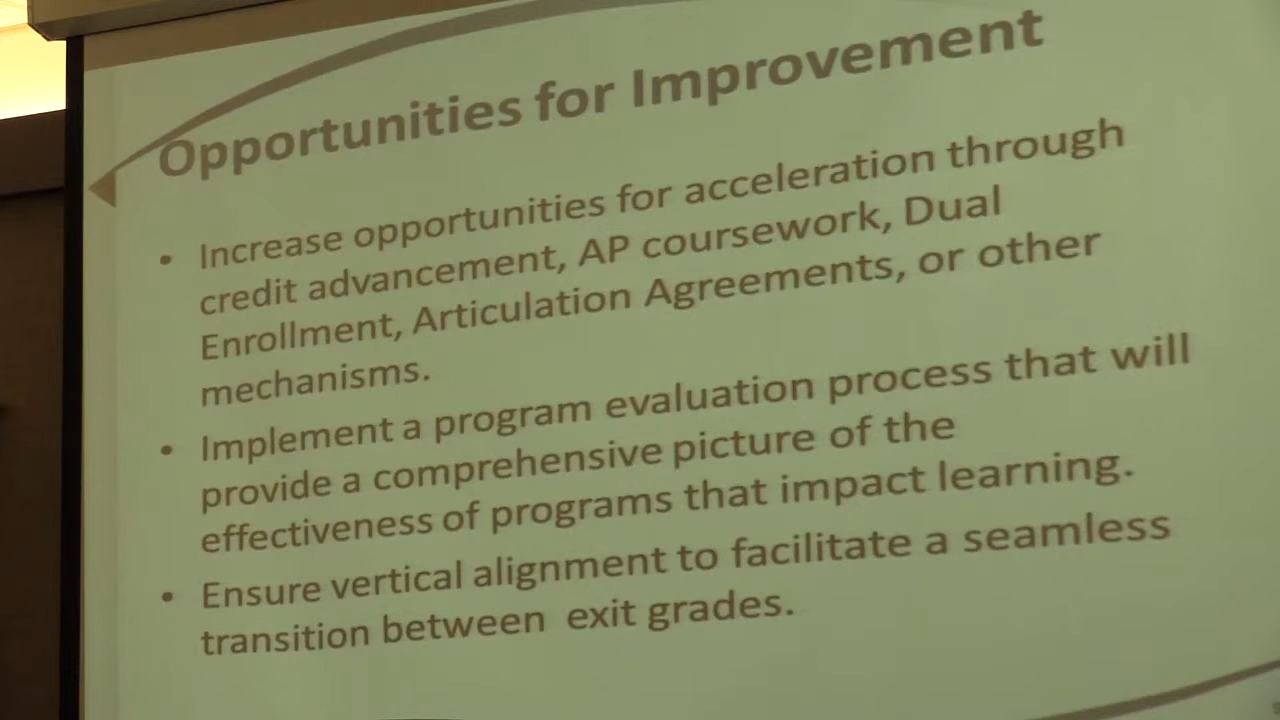 Opportunities for Improvement
• Increase opportunities for acceleration through
credit advancement, AP coursework, Dual
Enrollment, Articulation Agreements, or other
mechanisms.
• Implement a program evaluation process that will
provide a comprehensive picture of the
effectiveness of programs that impact learning.
• Ensure vertical alignment to facilitate a seamless
transition between exit grades.